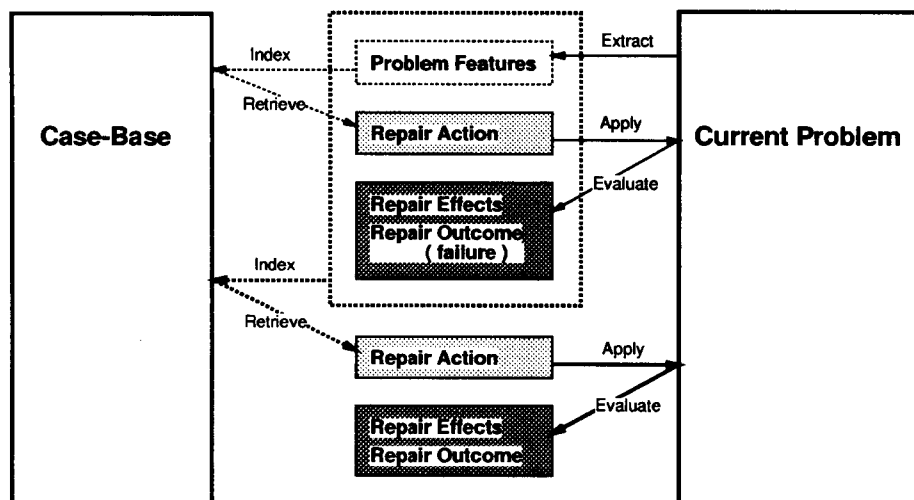 Extract
Index
Problem Features
Retrieve
Case-Base
Repair Action
Apply
Current Problem
Evaluate
Repair Effects
Repair Outcome
( failure )
Index
Retrieve
Repair Action
Apply
Evaluate
Repair Effects
Repair Outcome